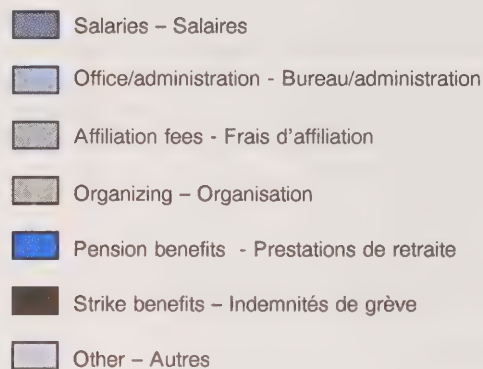 Salaries – Salaires
Office/administration - Bureau/administration
Affiliation fees - Frais d'affiliation
Organizing – Organisation
Pension benefits - Prestations de retraite
Strike benefits – Indemnités de grève
Other – Autres